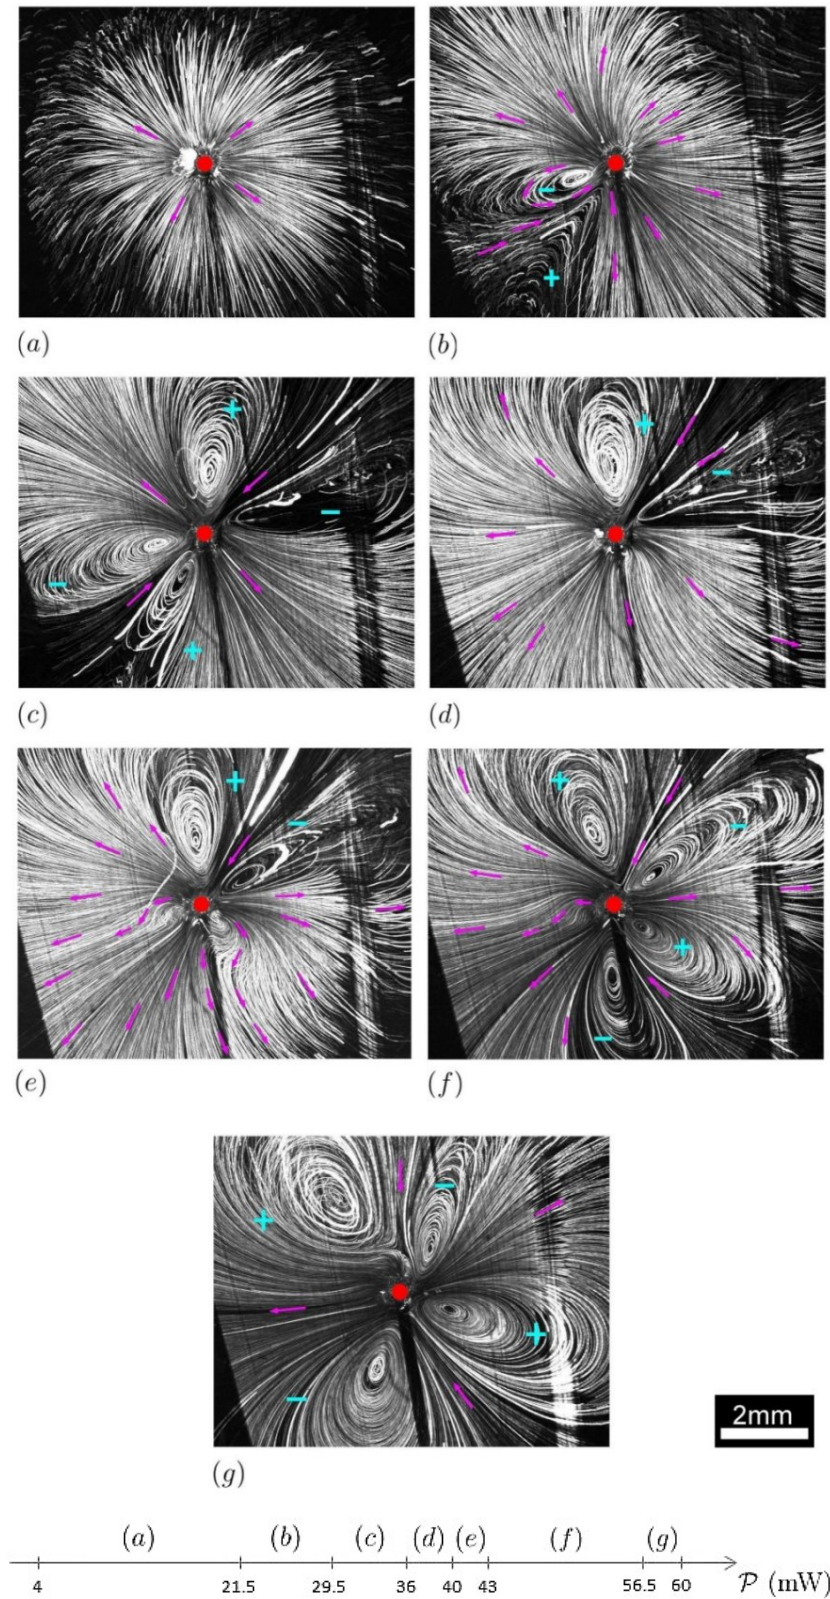 (a)
(b)
+
(c)
(d)
+
+
(e)
(f)
+
+
+
(g)
+
+
2mm
(a) (b) (c) (d) (e) (f) (g)
4 21.5 29.5 36 40 43 56.5 60 𝒫 (mW)